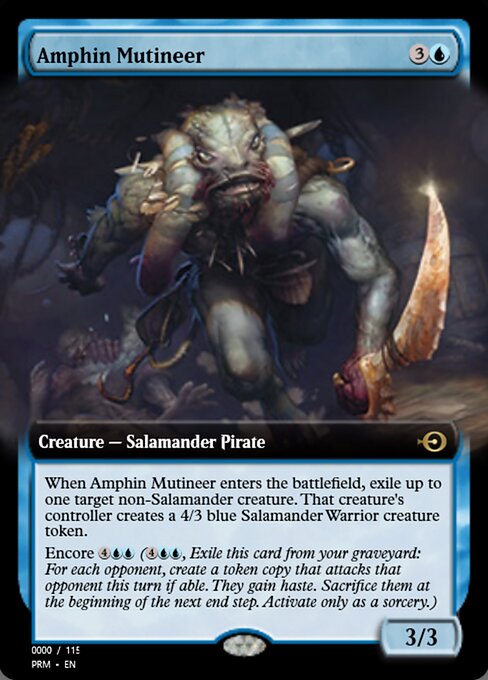 Amphin Mutineer 3
Creature — Salamander Pirate
When Amphin Mutineer enters the battlefield, exile up to
one target non-Salamander creature. That creature's
controller creates a 4/3 blue Salamander Warrior creature
token.
Encore 4 (4, Exile this card from your graveyard:
For each opponent, create a token copy that attacks that
opponent this turn if able. They gain haste. Sacrifice them at
the beginning of the next end step. Activate only as a sorcery.)
3/3
0000 / 115
PRM • EN